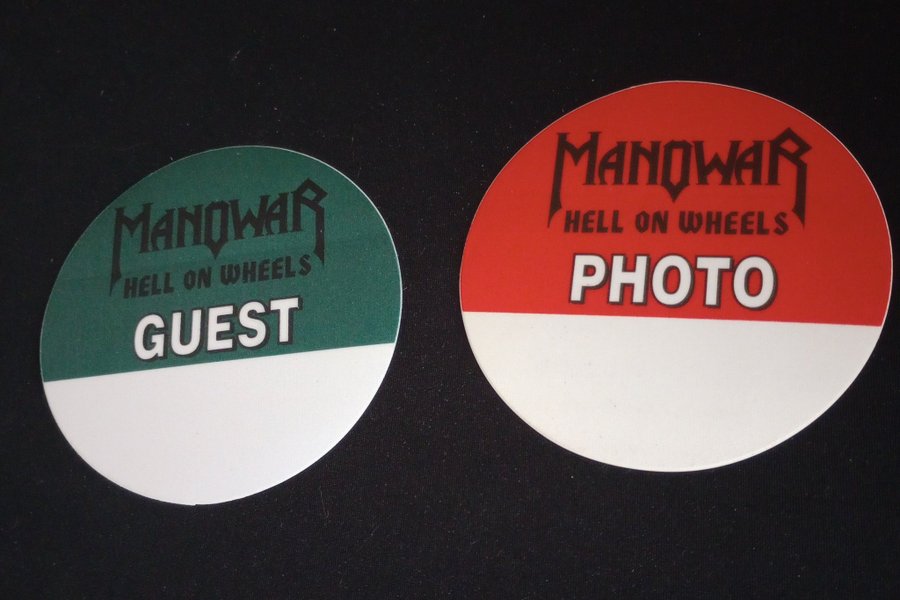 MANOWAR
HELL ON WHEELS
GUEST
MANOWAR
HELL ON WHEELS
PHOTO